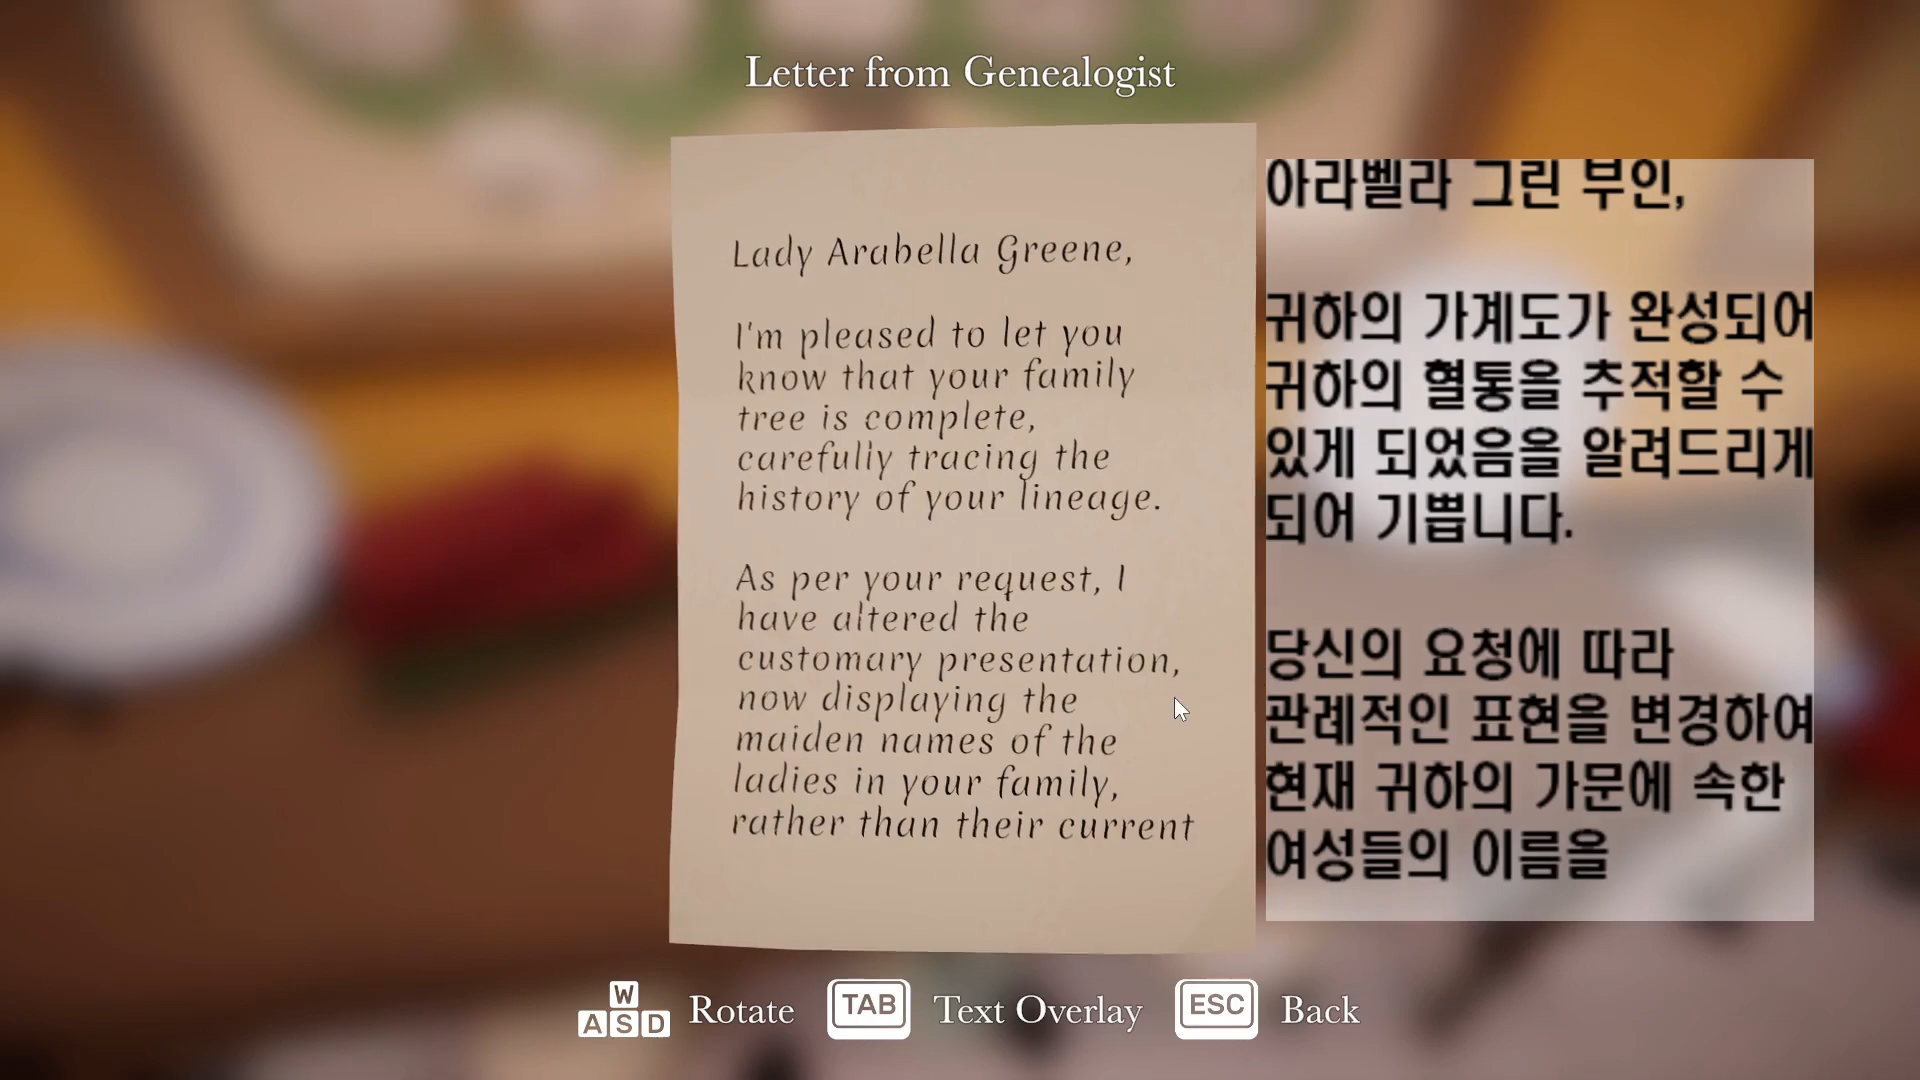 Letter from Genealogist
Lady Arabella Greene,
I'm pleased to let you
know that your family
tree is complete,
carefully tracing the
history of your lineage.
As per your request, I
have altered the
customary presentation,
now displaying the
maiden names of the
ladies in your family,
rather than their current
아라벨라 그린 부인,
귀하의 가계도가 완성되어
귀하의 혈통을 추적할 수
있게 되었음을 알려드리게
되어 기쁩니다.
당신의 요청에 따라
관례적인 표현을 변경하여
현재 귀하의 가문에 속한
여성들의 이름을
W
A S D Rotate TAB Text Overlay ESC Back